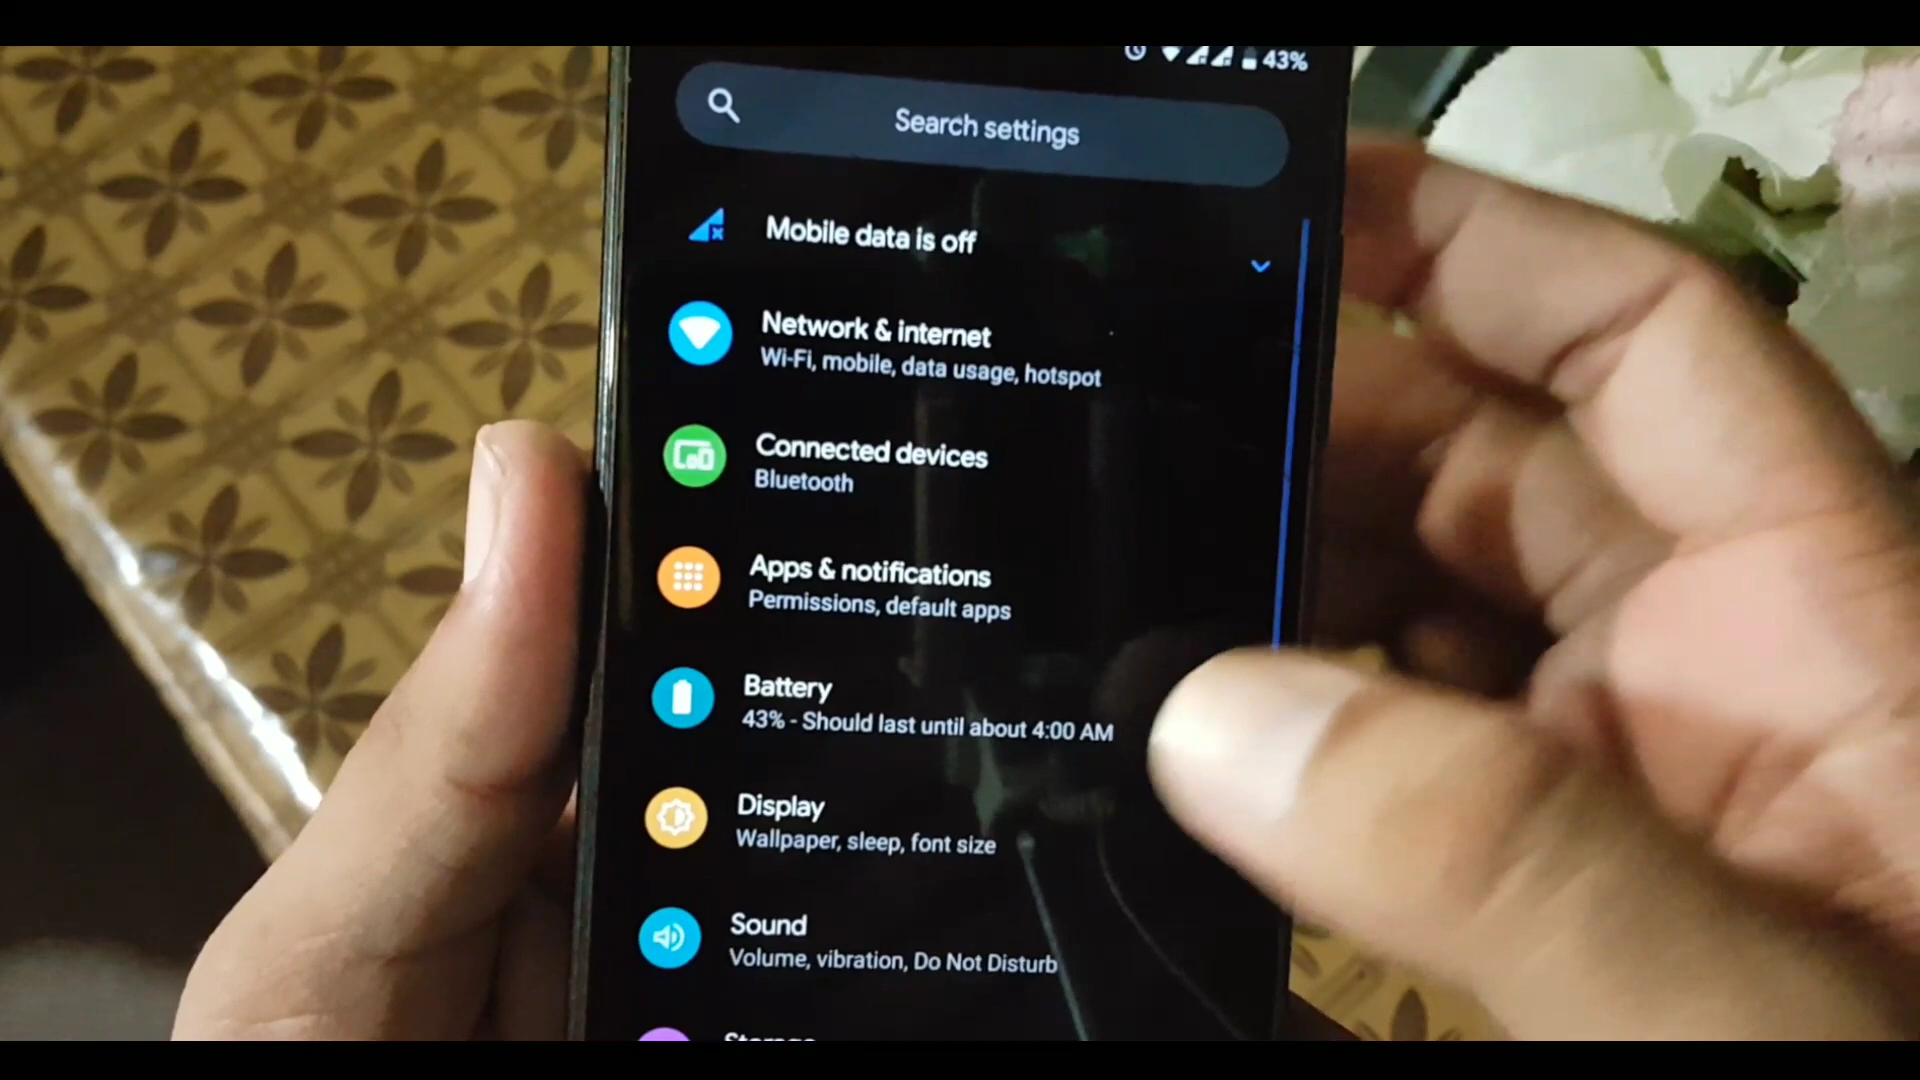 43%
Search settings
Mobile data is off
Network & internet
Wi-Fi, mobile, data usage, hotspot
Connected devices
Bluetooth
Apps & notifications
Permissions, default apps
Battery
43% - Should last until about 4:00 AM
Display
Wallpaper, sleep, font size
Sound
Volume, vibration, Do Not Disturb
Storage